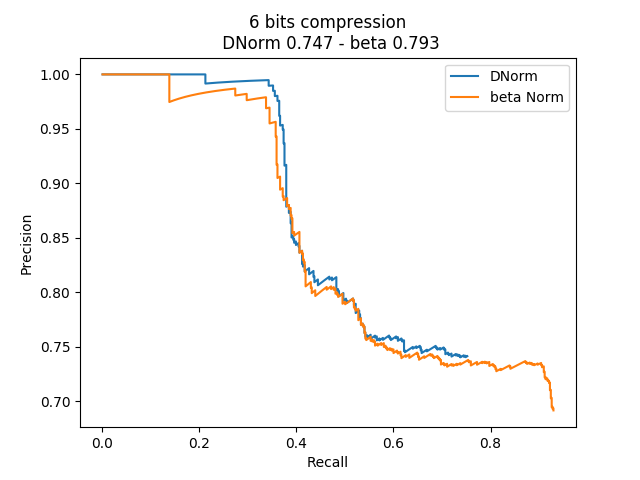 6 bits compression
DNorm 0.747 - beta 0.793
DNorm
beta Norm
1.00
0.95
0.90
0.85
0.80
0.75
0.70
Precision
0.0 0.2 0.4 0.6 0.8
Recall